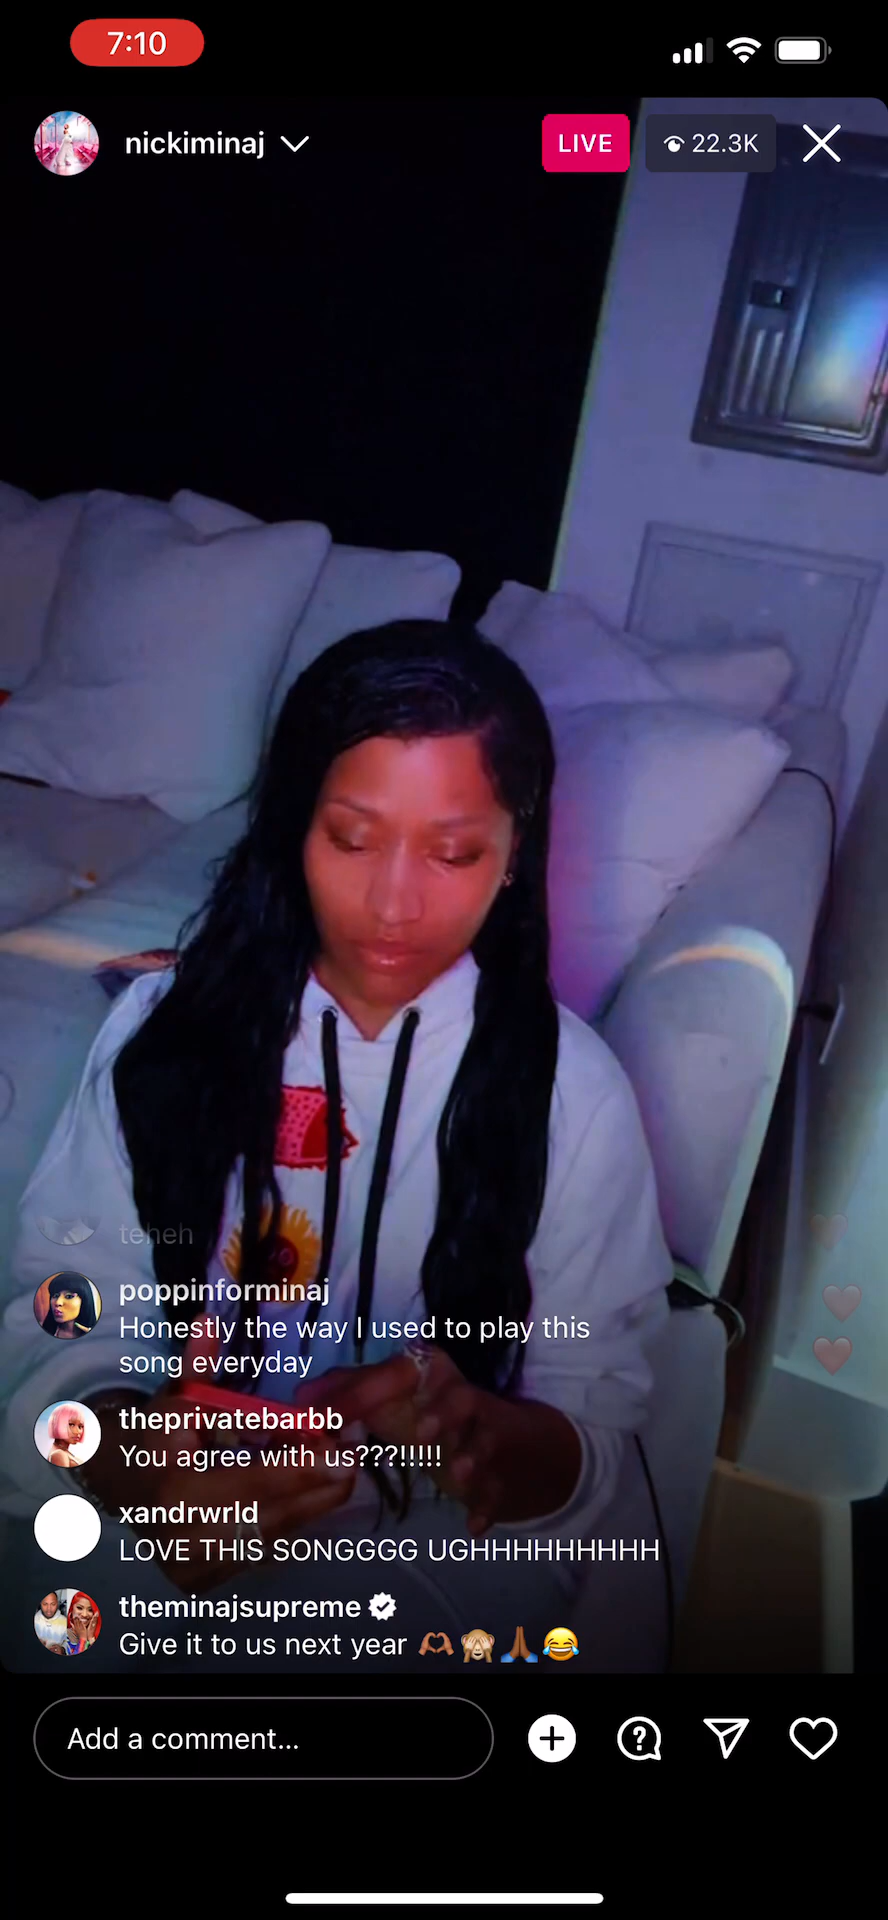 7:10
nickiminaj
LIVE
22.3K
teheh
poppinforminaj
Honestly the way I used to play this
song everyday
theprivatebarbb
You agree with us???!!!!!
xandrwrld
LOVE THIS SONGGGG UGHHHHHHHHHH
theminajsupreme
Give it to us next year 🫶🏾🙈🙏🏾😂
Add a comment...